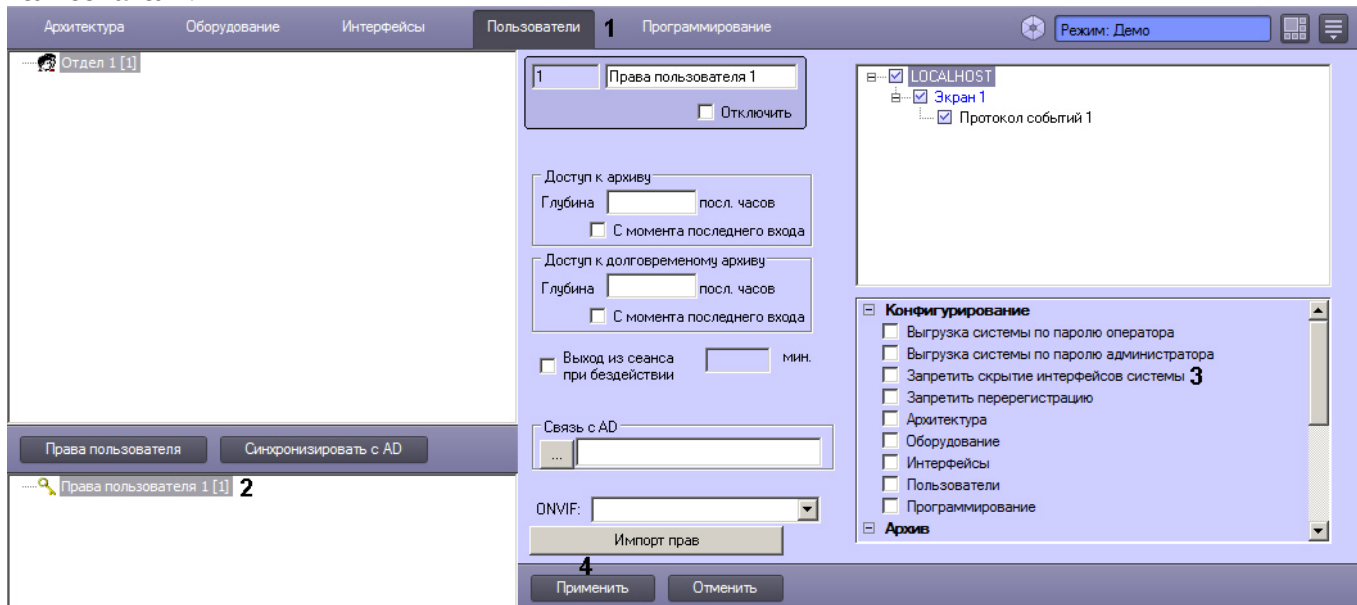 Архитектура Оборудование Интерфейсы Пользователи 1 Программирование Режим: Демо
Отдел 1 [1]
Права пользователя Синхронизировать с AD
Права пользователя 1 [1] 2
1 Права пользователя 1
Отключить
Доступ к архиву
Глубина посл. часов
С момента последнего входа
Доступ к долговременому архиву
Глубина посл. часов
С момента последнего входа
Выход из сеанса мин.
при бездействии
Связь с AD
...
ONVIF:
Импорт прав
4
Применить Отменить
LOCALHOST
Экран 1
Протокол событий 1
Конфигурирование
Выгрузка системы по паролю оператора
Выгрузка системы по паролю администратора
Запретить скрытие интерфейсов системы 3
Запретить перерегистрацию
Архитектура
Оборудование
Интерфейсы
Пользователи
Программирование
Архив